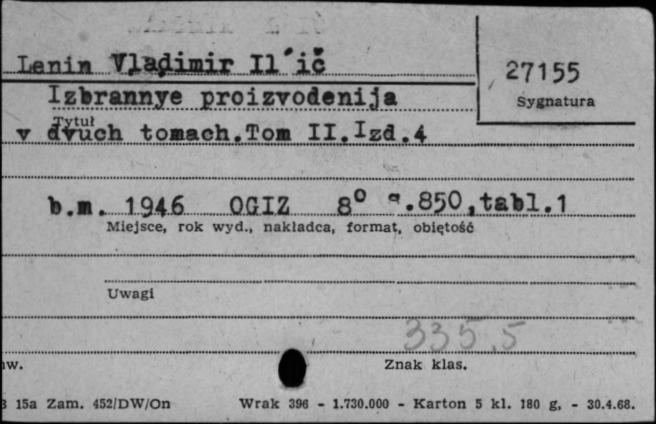 Lenin Vladimir Il´ič
27155
Sygnatura
Izbrannye proizvodenija
Tytuł
v dvuch tomach.Tom II.Izd.4
b.m. 1946 OGIZ 8° s.850,tabl.1
Miejsce, rok wyd., nakładca, format, objętość
Uwagi
335.5
Znak klas.
15a Zam. 452/DW/On Wrak 396 - 1.730.000 - Karton 5 kl. 180 g. - 30.4.68.